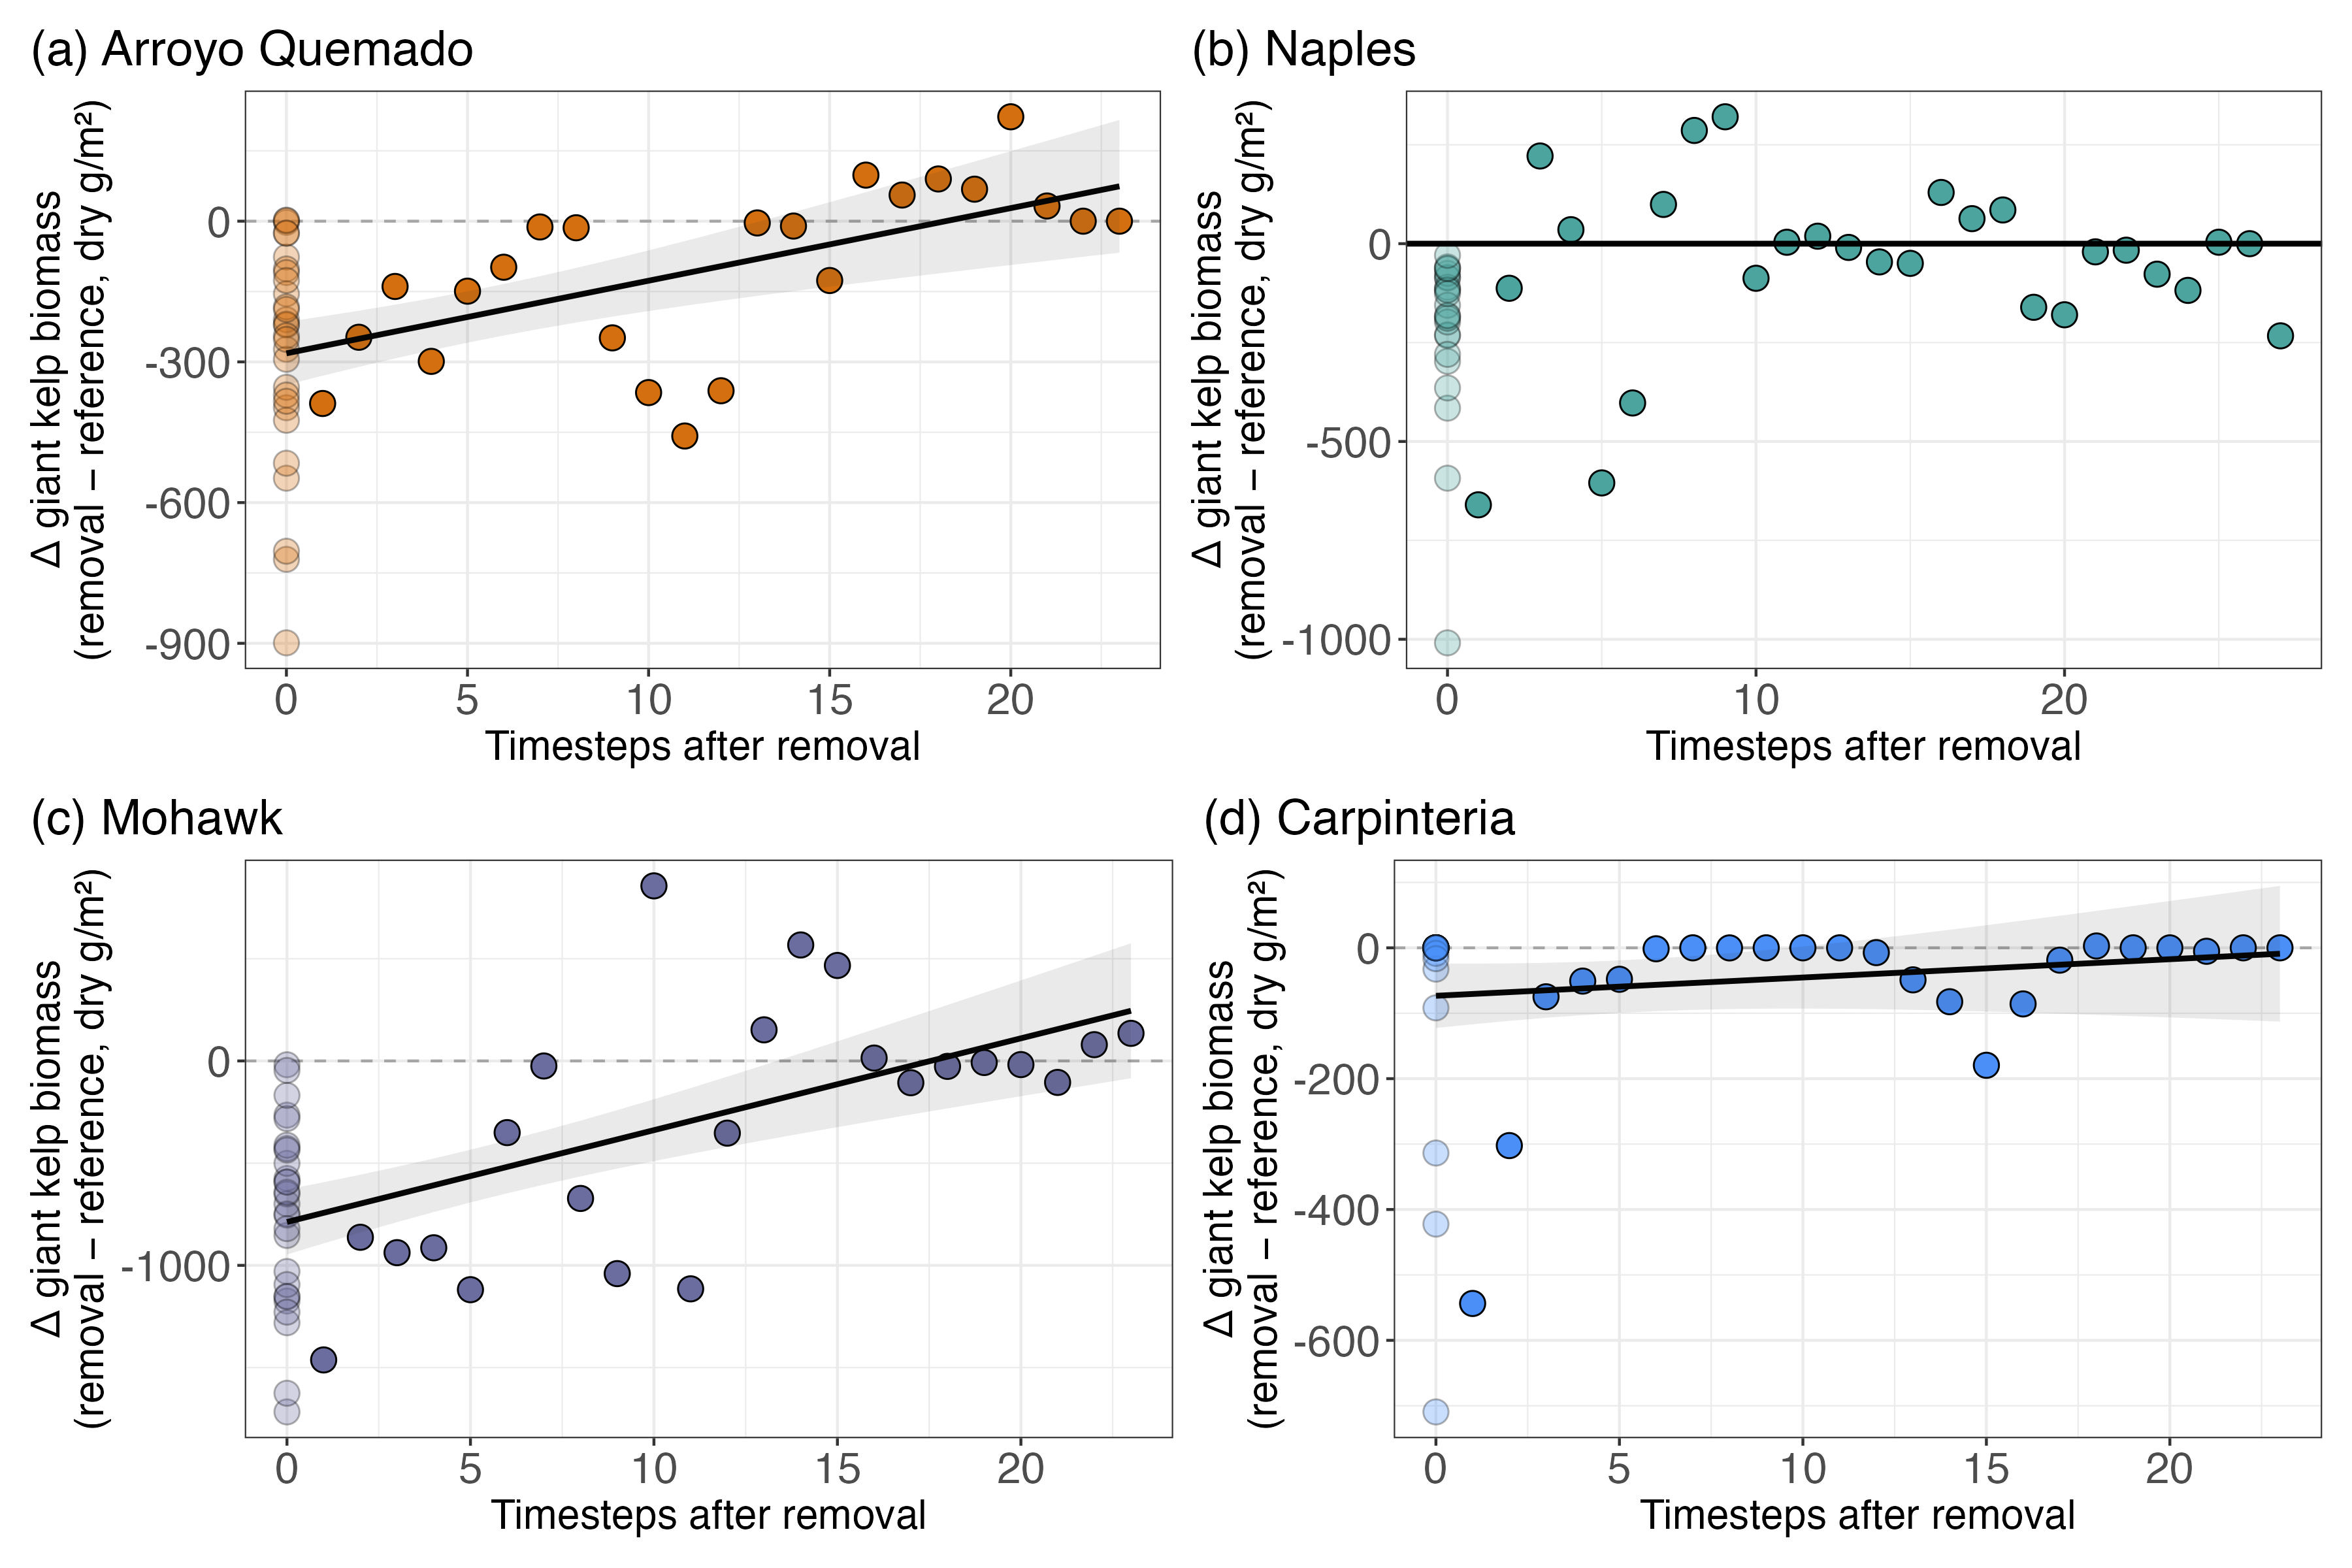 (a) Arroyo Quemado
Δ giant kelp biomass
(removal − reference, dry g/m²)
0
-300
-600
-900
0 5 10 15 20
Timesteps after removal
(b) Naples
Δ giant kelp biomass
(removal − reference, dry g/m²)
0
-500
-1000
0 10 20
Timesteps after removal
(c) Mohawk
Δ giant kelp biomass
(removal − reference, dry g/m²)
0
-1000
0 5 10 15 20
Timesteps after removal
(d) Carpinteria
Δ giant kelp biomass
(removal − reference, dry g/m²)
0
-200
-400
-600
0 5 10 15 20
Timesteps after removal